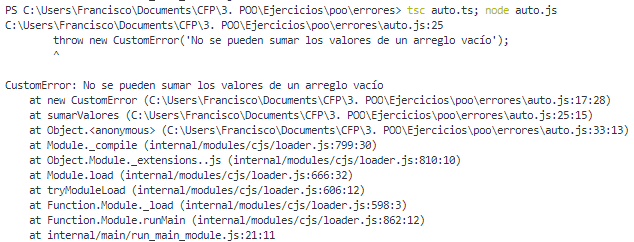 PS C:\Users\Francisco\Documents\CFP\3. POO\Ejercicios\poo\errores> tsc auto.ts; node auto.js
C:\Users\Francisco\Documents\CFP\3. POO\Ejercicios\poo\errores\auto.js:25
        throw new CustomError('No se pueden sumar los valores de un arreglo vacío');
        ^

CustomError: No se pueden sumar los valores de un arreglo vacío
    at new CustomError (C:\Users\Francisco\Documents\CFP\3. POO\Ejercicios\poo\errores\auto.js:17:28)
    at sumarValores (C:\Users\Francisco\Documents\CFP\3. POO\Ejercicios\poo\errores\auto.js:25:15)
    at Object.<anonymous> (C:\Users\Francisco\Documents\CFP\3. POO\Ejercicios\poo\errores\auto.js:33:13)
    at Module._compile (internal/modules/cjs/loader.js:799:30)
    at Object.Module._extensions..js (internal/modules/cjs/loader.js:810:10)
    at Module.load (internal/modules/cjs/loader.js:666:32)
    at tryModuleLoad (internal/modules/cjs/loader.js:606:12)
    at Function.Module._load (internal/modules/cjs/loader.js:598:3)
    at Function.Module.runMain (internal/modules/cjs/loader.js:862:12)
    at internal/main/run_main_module.js:21:11